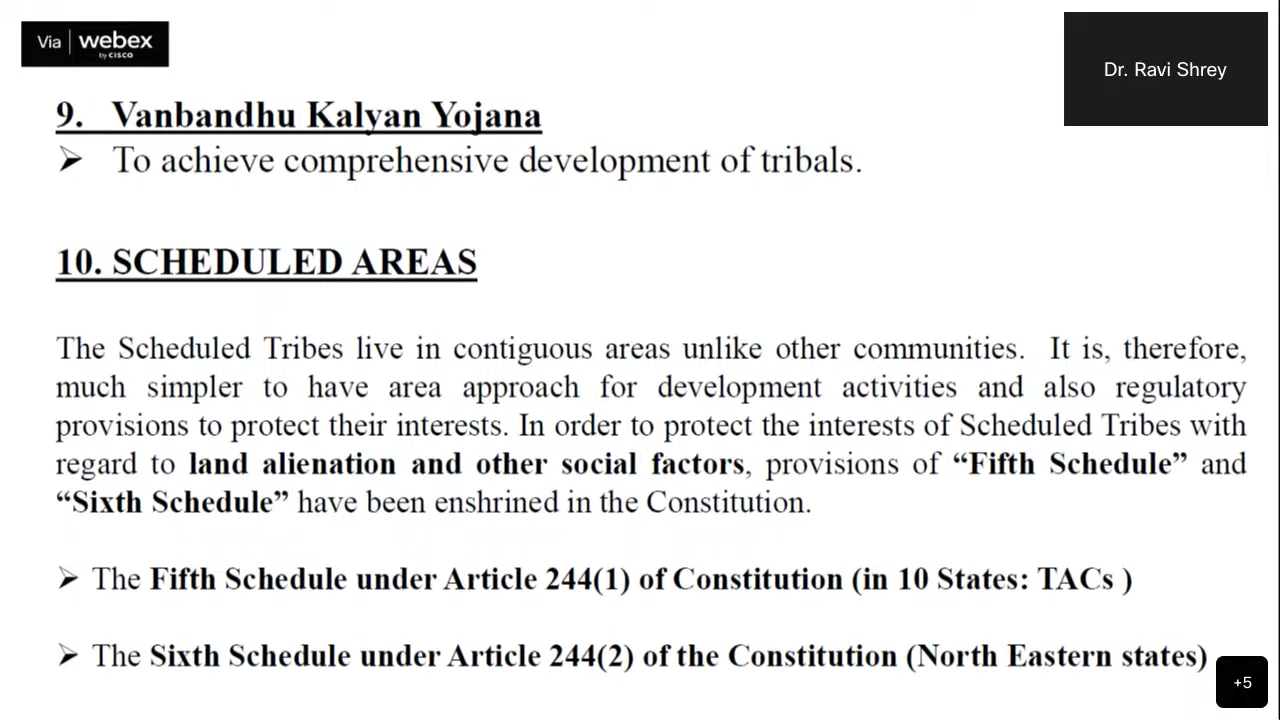 Via webex
by CISCO
Dr. Ravi Shrey
9. Vanbandhu Kalyan Yojana
➢ To achieve comprehensive development of tribals.
10. SCHEDULED AREAS
The Scheduled Tribes live in contiguous areas unlike other communities. It is, therefore,
much simpler to have area approach for development activities and also regulatory
provisions to protect their interests. In order to protect the interests of Scheduled Tribes with
regard to land alienation and other social factors, provisions of “Fifth Schedule” and
“Sixth Schedule” have been enshrined in the Constitution.
➢ The Fifth Schedule under Article 244(1) of Constitution (in 10 States: TACs )
➢ The Sixth Schedule under Article 244(2) of the Constitution (North Eastern states)
+5